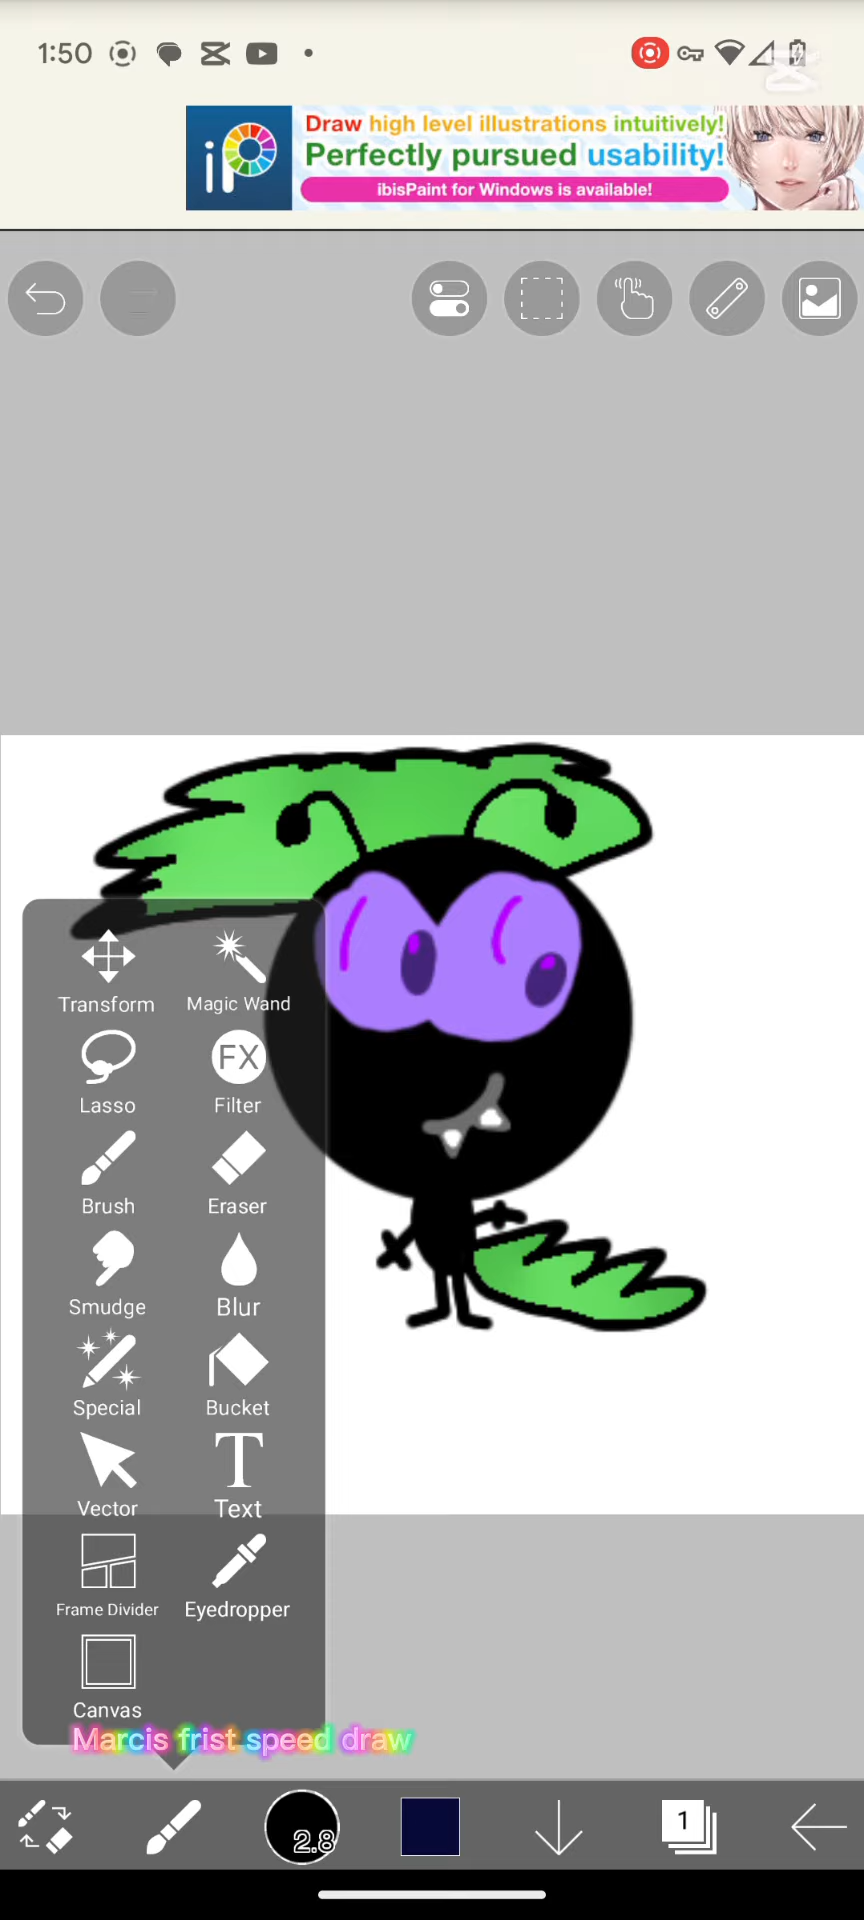 1:50
Draw high level illustrations intuitively!
iP
Perfectly pursued usability!
ibisPaint for Windows is available!
Transform Magic Wand
FX
Lasso Filter
Brush Eraser
Smudge Blur
Special Bucket
T
Vector Text
Frame Divider Eyedropper
Canvas
Marcis frist speed draw
2.8 1